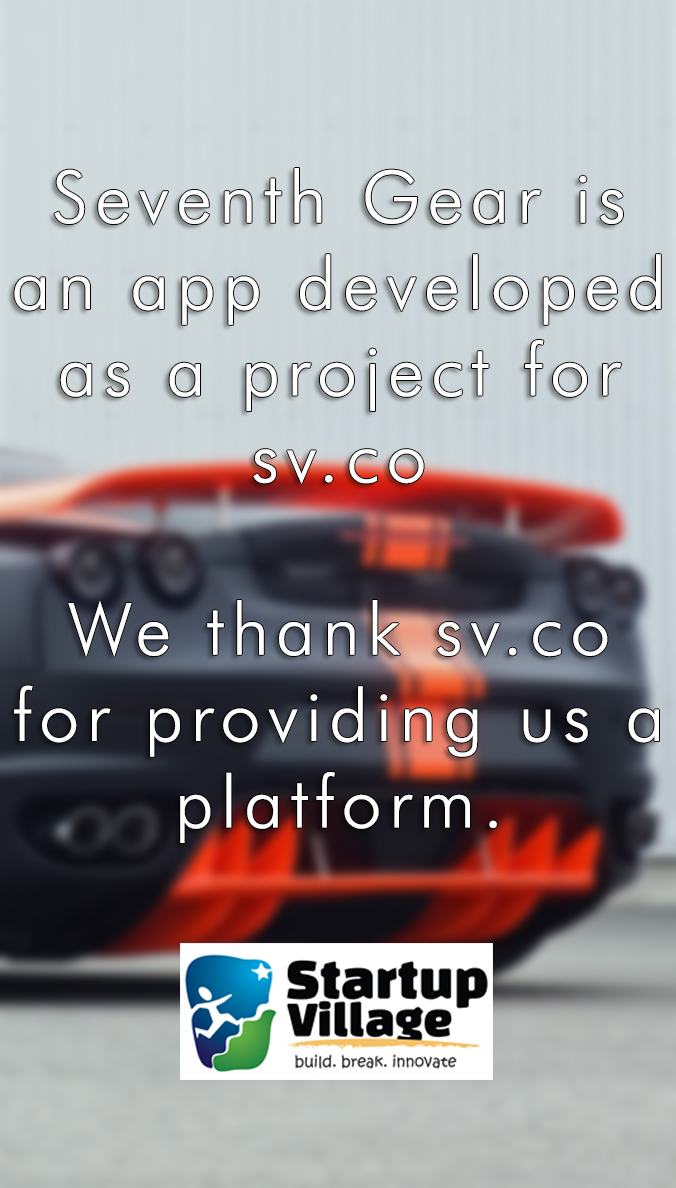 Seventh Gear is
an app developed
as a project for
sv.co
We thank sv.co
for providing us a
platform.
Startup
Village
build. break. innovate